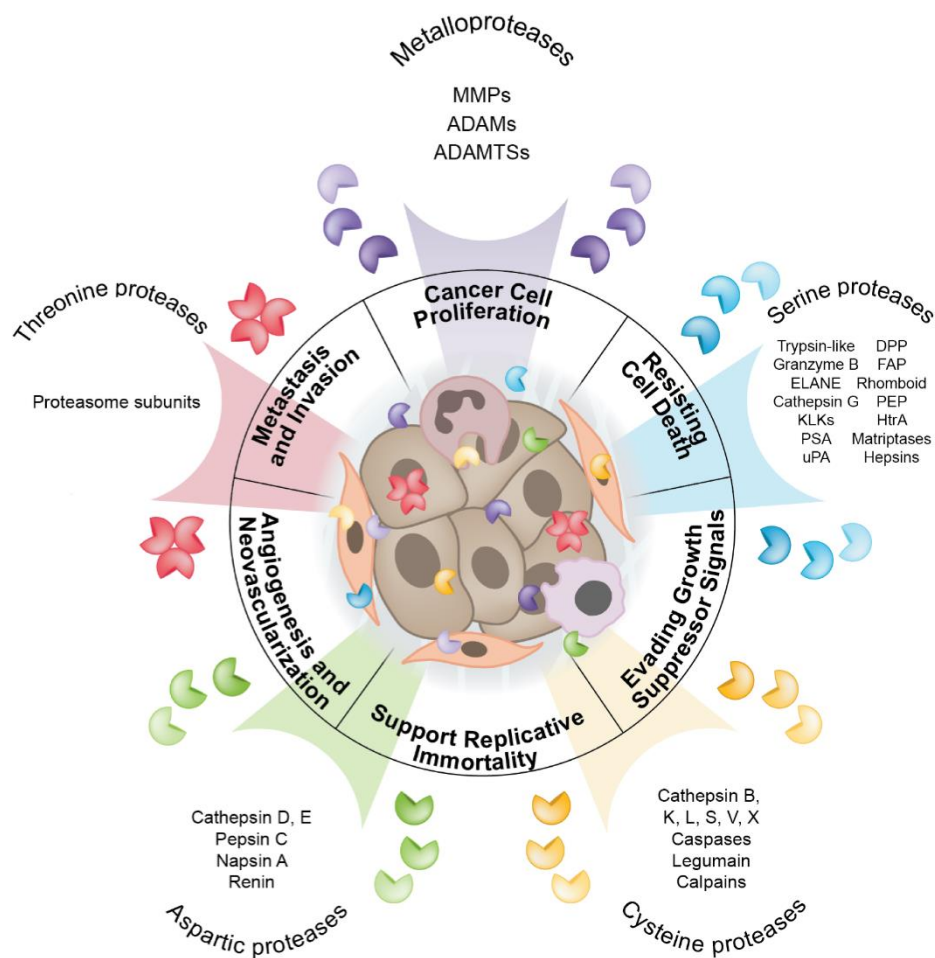 Metalloproteases
MMPs
ADAMs
ADAMTSs
Threonine proteases
Proteasome subunits
Serine proteases
Trypsin-like DPP
Granzyme B FAP
ELANE Rhomboid
Cathepsin G PEP
KLKs HtrA
PSA Matriptases
uPA Hepsins
Cancer Cell
Proliferation
Resisting
Cell Death
Evading Growth
Suppressor Signals
Support Replicative
Immortality
Angiogenesis and
Neovascularization
Metastasis
and Invasion
Cathepsin D, E
Pepsin C
Napsin A
Renin
Aspartic proteases
Cathepsin B,
K, L, S, V, X
Caspases
Legumain
Calpains
Cysteine proteases